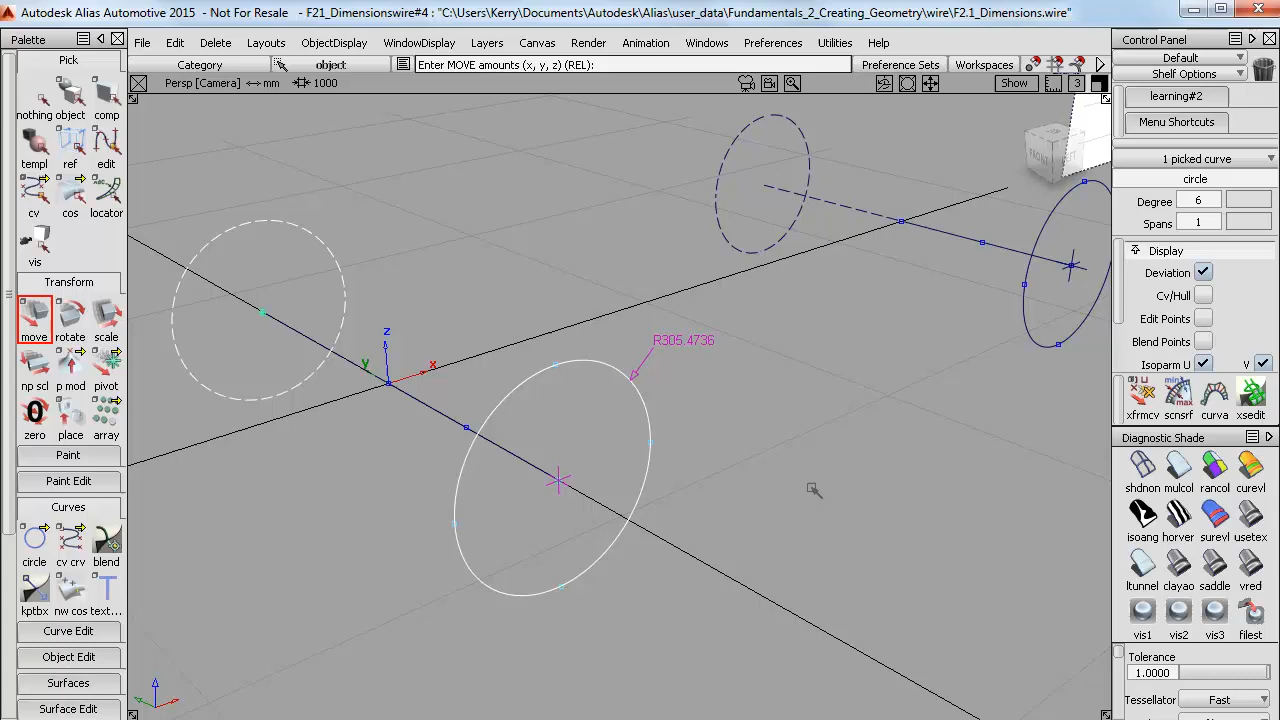 Autodesk Alias Automotive 2015 - Not For Resale - F21_Dimensionswire#4 : "C:\Users\Kerry\Documents\Autodesk\Alias\user_data\Fundamentals_2_Creating_Geometry\wire\F2.1_Dimensions.wire"
Palette
File Edit Delete Layouts ObjectDisplay WindowDisplay Layers Canvas Render Animation Windows Preferences Utilities Help
Control Panel
Category object Enter MOVE amounts (x, y, z) (REL): Preference Sets Workspaces
Persp [Camera] mm 1000 Show 3
Pick
nothing object comp
templ ref edit
cv cos locator
vis
Transform
move rotate scale
np scl p mod pivot
0
zero place array
Paint
Paint Edit
Curves
circle cv crv blend
kptbx nw cos text...
Curve Edit
Object Edit
Surfaces
Surface Edit
FRONT LEFT
z
y x
R305.4736
Default
Shelf Options
learning#2
Menu Shortcuts
1 picked curve
circle
Degree 6
Spans 1
Display
Deviation
Cv/Hull
Edit Points
Blend Points
Isoparm U V
xfrmcv scnsrf curva xsedit
Diagnostic Shade
shdnon mulcol rancol curevl
isoang horver surevl usetex
ltunnel clayao saddle vred
vis1 vis2 vis3 filest
Tolerance
1.0000
Tessellator Fast